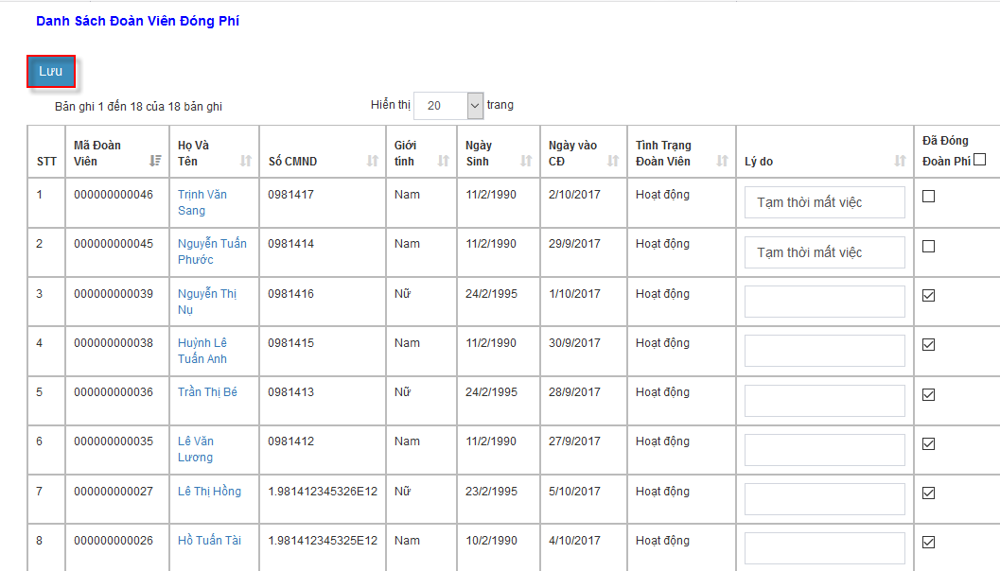 Danh Sách Đoàn Viên Đóng Phí
Lưu
Bản ghi 1 đến 18 của 18 bản ghi Hiển thị 20 trang
STT Mã Đoàn Viên Họ Và Tên Số CMND Giới tính Ngày Sinh Ngày vào CĐ Tình Trạng Đoàn Viên Lý do Đã Đóng Đoàn Phí
1 000000000046 Trịnh Văn Sang 0981417 Nam 11/2/1990 2/10/2017 Hoạt động Tạm thời mất việc
2 000000000045 Nguyễn Tuấn Phước 0981414 Nam 11/2/1990 29/9/2017 Hoạt động Tạm thời mất việc
3 000000000039 Nguyễn Thị Nụ 0981416 Nữ 24/2/1995 1/10/2017 Hoạt động
4 000000000038 Huỳnh Lê Tuấn Anh 0981415 Nam 11/2/1990 30/9/2017 Hoạt động
5 000000000036 Trần Thị Bé 0981413 Nữ 24/2/1995 28/9/2017 Hoạt động
6 000000000035 Lê Văn Lương 0981412 Nam 11/2/1990 27/9/2017 Hoạt động
7 000000000027 Lê Thị Hồng 1.981412345326E12 Nữ 23/2/1995 5/10/2017 Hoạt động
8 000000000026 Hồ Tuấn Tài 1.981412345325E12 Nam 10/2/1990 4/10/2017 Hoạt động